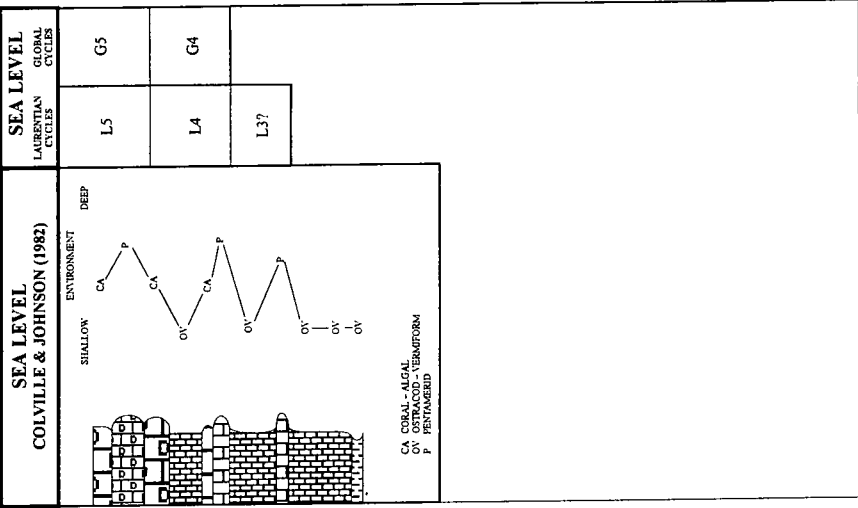 SEA LEVEL
COLVILLE & JOHNSON (1982)
SEA LEVEL
LAURENTIAN
CYCLES
GLOBAL
CYCLES
ENVIRONMENT
SHALLOW
DEEP
CA
P
CA
OV
CA
P
OV
P
OV
OV
OV
L5
G5
L4
G4
L3?
D D D
D D D
D D
D D D
CA CORAL - ALGAL
OV OSTRACOD - VERMIFORM
P PENTAMERID